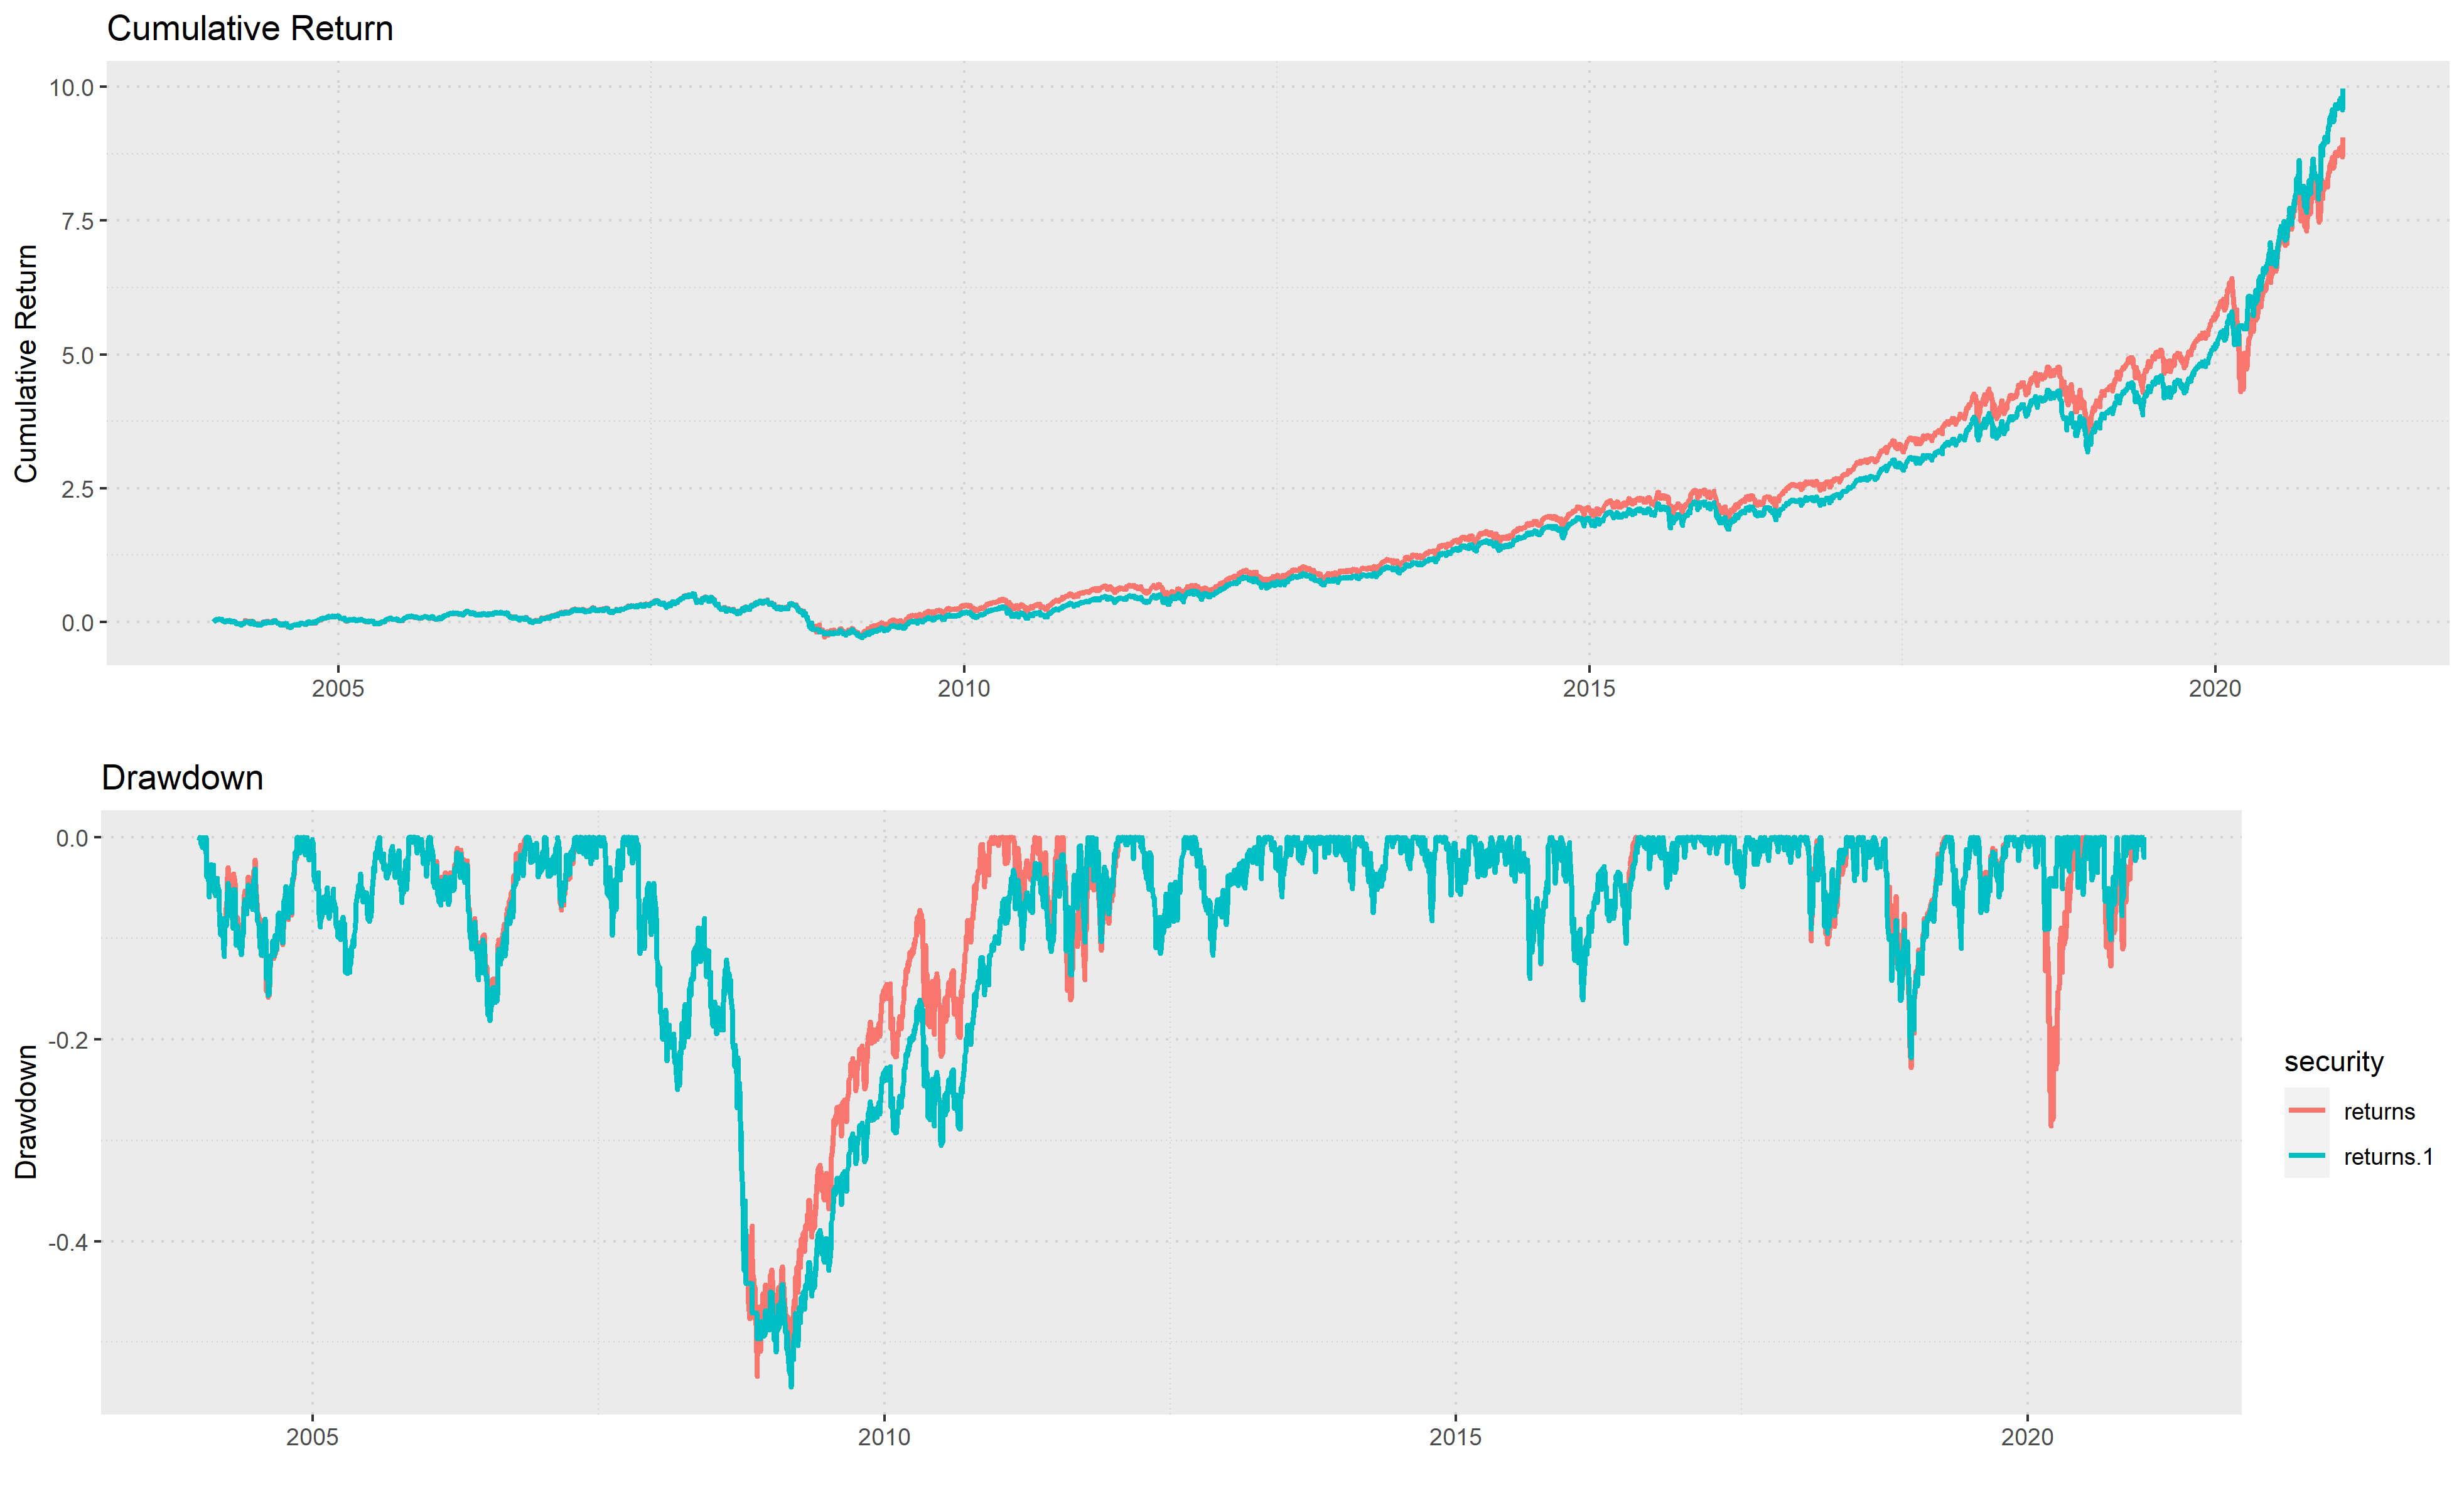 Cumulative Return
Cumulative Return
10.0
7.5
5.0
2.5
0.0
2005 2010 2015 2020
Drawdown
Drawdown
0.0
-0.2
-0.4
2005 2010 2015 2020
security
returns
returns.1